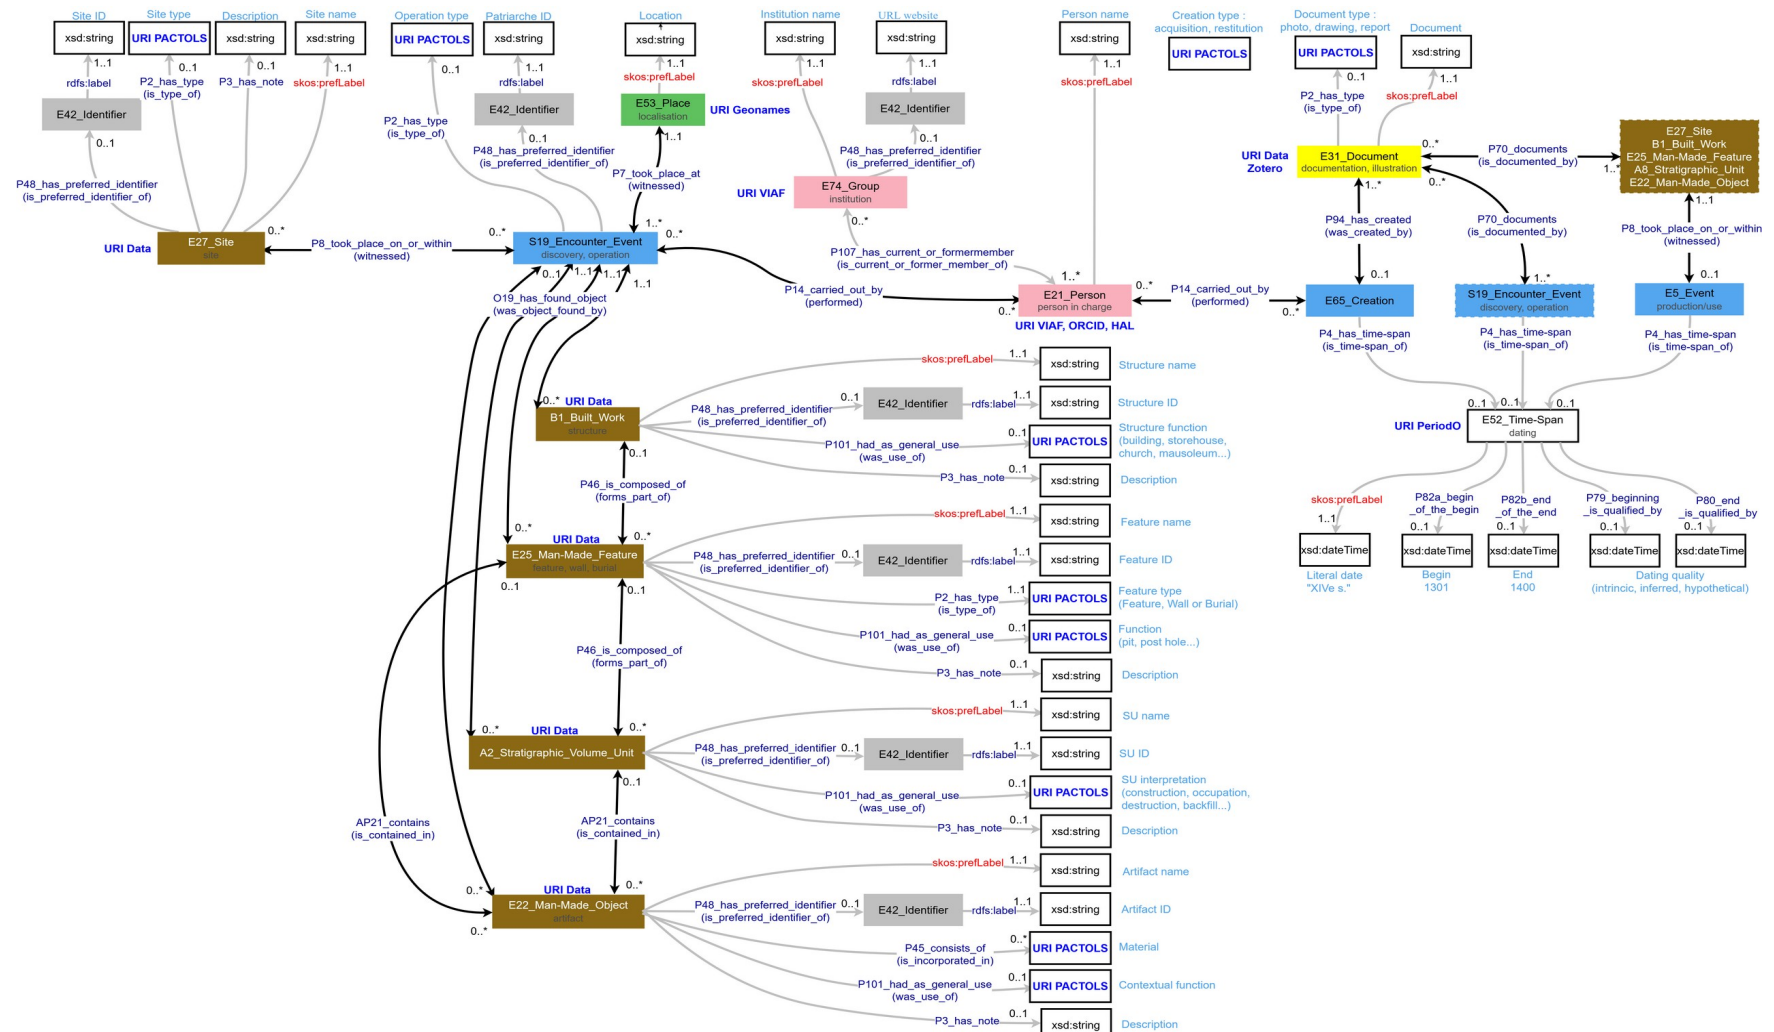 Site ID
Site type
Description
Site name
Operation type
Patriarche ID
Location
Institution name
URL website
Person name
Creation type :
acquisition, restitution
Document type :
photo, drawing, report
Document
xsd:string
URI PACTOLS
xsd:string
xsd:string
URI PACTOLS
xsd:string
xsd:string
xsd:string
xsd:string
xsd:string
URI PACTOLS
URI PACTOLS
xsd:string
1..1
0..1
0..1
1..1
0..1
1..1
1..1
1..1
1..1
1..1
0..1
1..1
rdfs:label
P2_has_type
(is_type_of)
P3_has_note
skos:prefLabel
rdfs:label
skos:prefLabel
skos:prefLabel
rdfs:label
skos:prefLabel
P2_has_type
(is_type_of)
skos:prefLabel
E42_Identifier
0..1
P2_has_type
(is_type_of)
E42_Identifier
0..1
E53_Place
localisation
URI Geonames
1..1
E42_Identifier
0..1
P48_has_preferred_identifier
(is_preferred_identifier_of)
P48_has_preferred_identifier
(is_preferred_identifier_of)
P7_took_place_at
(witnessed)
P48_has_preferred_identifier
(is_preferred_identifier_of)
URI VIAF
E74_Group
institution
0..*
URI Data
Zotero
E31_Document
documentation, illustration
0..*
P70_documents
(is_documented_by)
1..*
E27_Site
B1_Built_Work
E25_Man-Made_Feature
A8_Stratigraphic_Unit
E22_Man-Made_Object
1..*
0..*
1..1
P94_has_created
(was_created_by)
P70_documents
(is_documented_by)
P8_took_place_on_or_within
(witnessed)
URI Data
E27_Site
site
0..*
P8_took_place_on_or_within
(witnessed)
0..*
1..*
S19_Encounter_Event
discovery, operation
0..*
P107_has_current_or_formermember
(is_current_or_former_member_of)
1..*
P14_carried_out_by
(performed)
0..*
E21_Person
person in charge
URI VIAF, ORCID, HAL
0..*
P14_carried_out_by
(performed)
0..*
0..1
E65_Creation
1..*
S19_Encounter_Event
discovery, operation
0..1
E5_Event
production/use
0..1
1..1
1..1
1..1
O19_has_found_object
(was_object_found_by)
P4_has_time-span
(is_time-span_of)
P4_has_time-span
(is_time-span_of)
P4_has_time-span
(is_time-span_of)
0..1
0..1
0..1
URI PeriodO
E52_Time-Span
dating
skos:prefLabel
P82a_begin
_of_the_begin
P82b_end
_of_the_end
P79_beginning
_is_qualified_by
P80_end
_is_qualified_by
1..1
0..1
0..1
0..1
0..1
xsd:dateTime
xsd:dateTime
xsd:dateTime
xsd:dateTime
xsd:dateTime
Literal date
"XIVe s."
Begin
1301
End
1400
Dating quality
(intrincic, inferred, hypothetical)
0..*
URI Data
B1_Built_Work
structure
0..1
skos:prefLabel
1..1
xsd:string
Structure name
P48_has_preferred_identifier
(is_preferred_identifier_of)
0..1
E42_Identifier
rdfs:label
1..1
xsd:string
Structure ID
P101_had_as_general_use
(was_use_of)
0..1
URI PACTOLS
Structure function
(building, storehouse,
church, mausoleum...)
P3_has_note
0..1
xsd:string
Description
P46_is_composed_of
(forms_part_of)
0..*
0..*
URI Data
E25_Man-Made_Feature
feature, wall, burial
0..1
0..1
skos:prefLabel
1..1
xsd:string
Feature name
P48_has_preferred_identifier
(is_preferred_identifier_of)
0..1
E42_Identifier
rdfs:label
1..1
xsd:string
Feature ID
P2_has_type
(is_type_of)
1..1
URI PACTOLS
Feature type
(Feature, Wall or Burial)
P101_had_as_general_use
(was_use_of)
0..1
URI PACTOLS
Function
(pit, post hole...)
P3_has_note
0..1
xsd:string
Description
P46_is_composed_of
(forms_part_of)
0..*
0..*
URI Data
A2_Stratigraphic_Volume_Unit
0..1
skos:prefLabel
1..1
xsd:string
SU name
P48_has_preferred_identifier
(is_preferred_identifier_of)
0..1
E42_Identifier
rdfs:label
1..1
xsd:string
SU ID
P101_had_as_general_use
(was_use_of)
0..1
URI PACTOLS
SU interpretation
(construction, occupation,
destruction, backfill...)
P3_has_note
0..1
xsd:string
Description
AP21_contains
(is_contained_in)
AP21_contains
(is_contained_in)
0..*
0..*
URI Data
E22_Man-Made_Object
artifact
0..*
skos:prefLabel
1..1
xsd:string
Artifact name
P48_has_preferred_identifier
(is_preferred_identifier_of)
0..1
E42_Identifier
rdfs:label
1..1
xsd:string
Artifact ID
P45_consists_of
(is_incorporated_in)
0..*
URI PACTOLS
Material
P101_had_as_general_use
(was_use_of)
0..1
URI PACTOLS
Contextual function
P3_has_note
0..1
xsd:string
Description